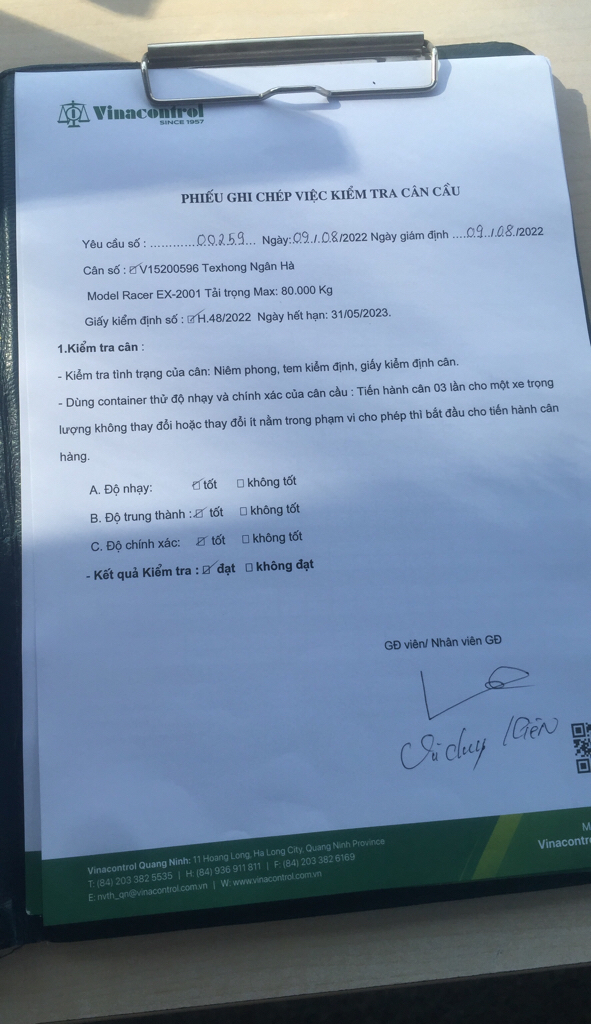 Vinacontrol
SINCE 1957
PHIẾU GHI CHÉP VIỆC KIỂM TRA CÂN CẦU
Yêu cầu số : ............00259... Ngày:09./.08/2022 Ngày giám định ....09../.08./2022
Cân số : ☑ V15200596 Texhong Ngân Hà
Model Racer EX-2001 Tải trọng Max: 80.000 Kg
Giấy kiểm định số : ☑ H.48/2022 Ngày hết hạn: 31/05/2023.
1.Kiểm tra cân :
- Kiểm tra tình trạng của cân: Niêm phong, tem kiểm định, giấy kiểm định cân.
- Dùng container thử độ nhạy và chính xác của cân cầu : Tiến hành cân 03 lần cho một xe trọng
lượng không thay đổi hoặc thay đổi ít nằm trong phạm vi cho phép thì bắt đầu cho tiến hành cân
hàng.
A. Độ nhạy: ☑ tốt ☐ không tốt
B. Độ trung thành : ☑ tốt ☐ không tốt
C. Độ chính xác: ☑ tốt ☐ không tốt
- Kết quả Kiểm tra : ☑ đạt ☐ không đạt
GĐ viên/ Nhân viên GĐ
Vũ duy
Vinacontrol Quang Ninh: 11 Hoang Long, Ha Long City, Quang Ninh Province
T: (84) 203 382 5535 | H: (84) 936 911 811 | F: (84) 203 382 6169
E: nvth_qn@vinacontrol.com.vn | W: www.vinacontrol.com.vn